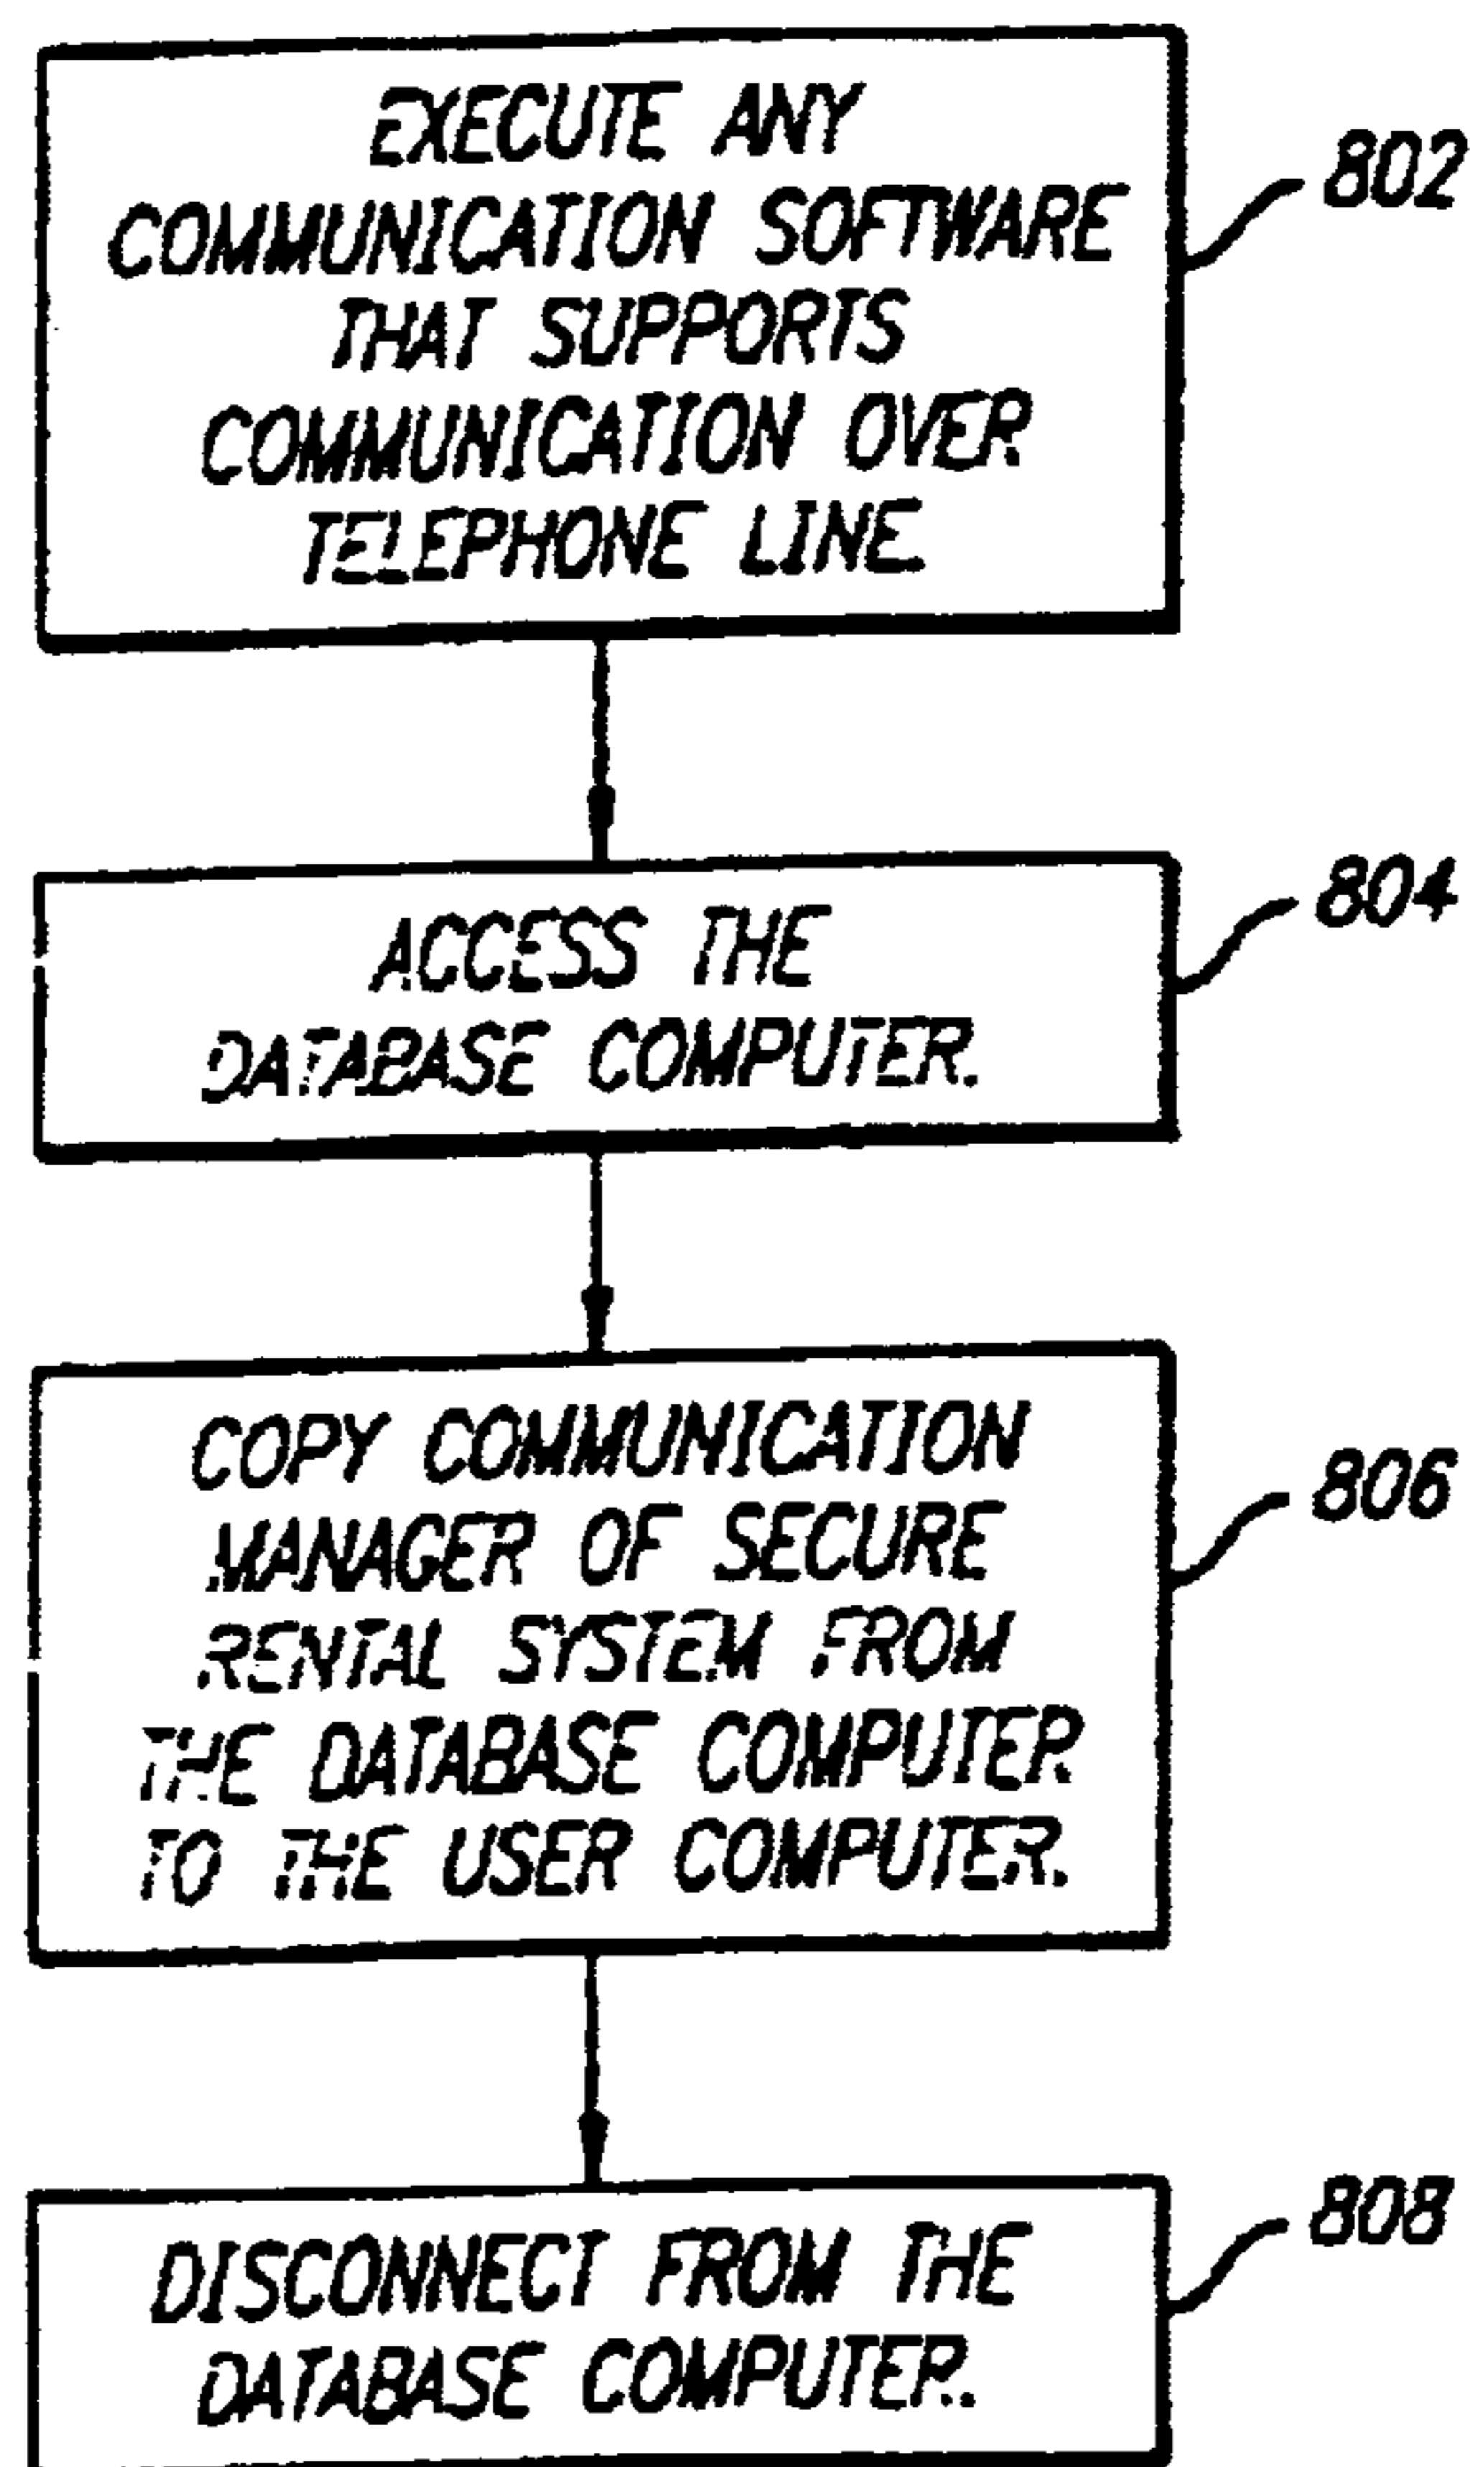 EXECUTE ANY
COMMUNICATION SOFTWARE
THAT SUPPORTS
COMMUNICATION OVER
TELEPHONE LINE
802
ACCESS THE
DATABASE COMPUTER.
804
COPY COMMUNICATION
MANAGER OF SECURE
RENTAL SYSTEM FROM
THE DATABASE COMPUTER
TO THE USER COMPUTER.
806
DISCONNECT FROM THE
DATABASE COMPUTER.
808